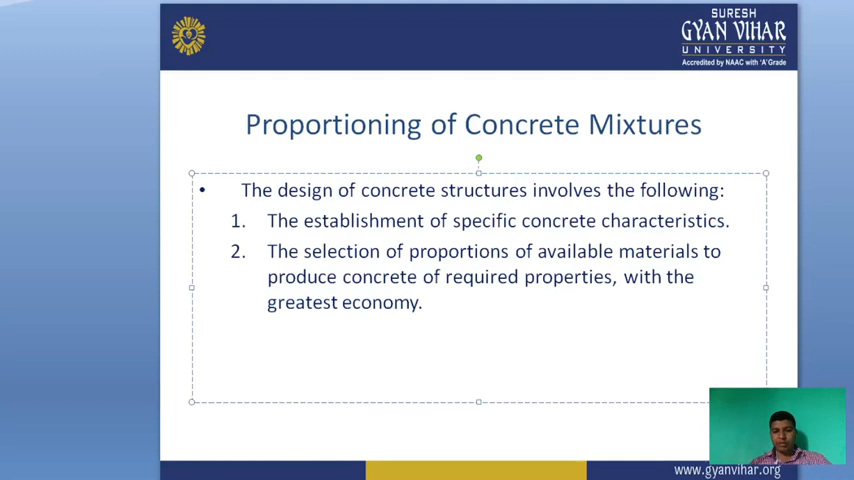 SURESH
GYAN VIHAR
UNIVERSITY
Accredited by NAAC with 'A' Grade
Proportioning of Concrete Mixtures
• The design of concrete structures involves the following:
1. The establishment of specific concrete characteristics.
2. The selection of proportions of available materials to
produce concrete of required properties, with the
greatest economy.
www.gyanvihar.org